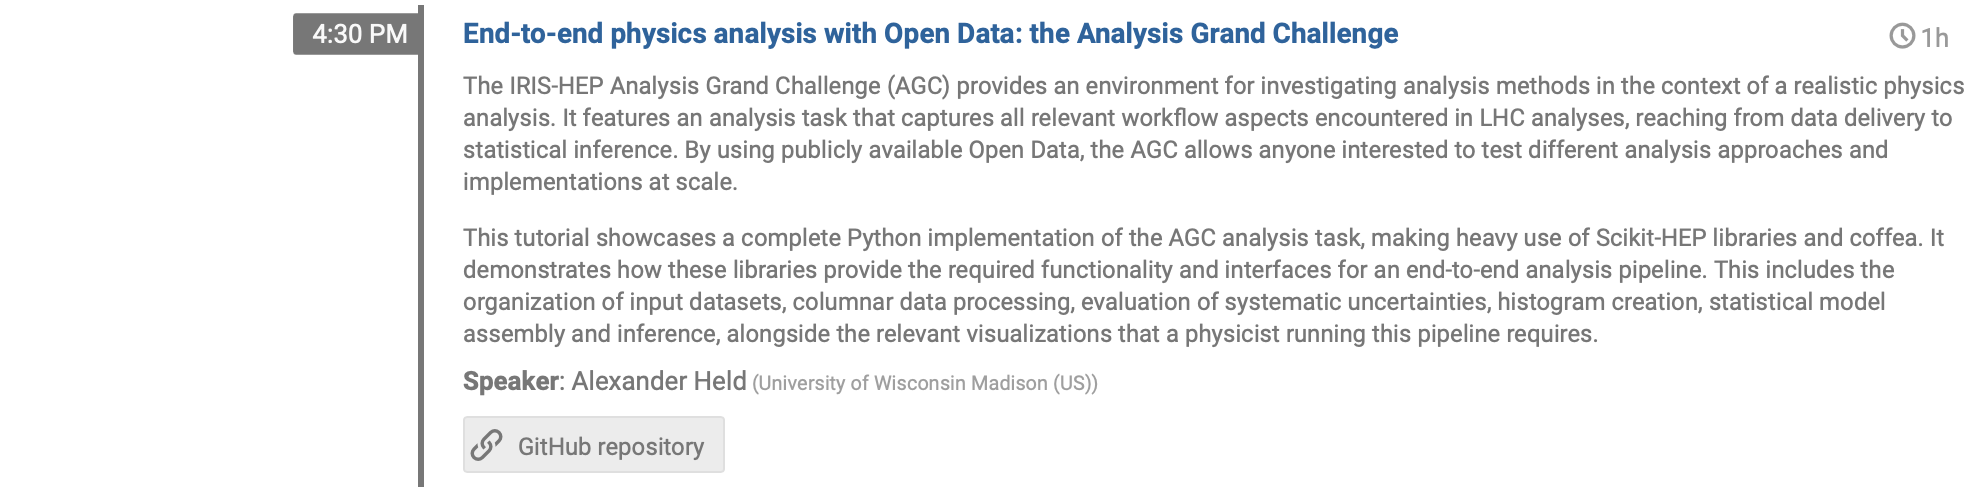 4:30 PM
End-to-end physics analysis with Open Data: the Analysis Grand Challenge
1h
The IRIS-HEP Analysis Grand Challenge (AGC) provides an environment for investigating analysis methods in the context of a realistic physics
analysis. It features an analysis task that captures all relevant workflow aspects encountered in LHC analyses, reaching from data delivery to
statistical inference. By using publicly available Open Data, the AGC allows anyone interested to test different analysis approaches and
implementations at scale.
This tutorial showcases a complete Python implementation of the AGC analysis task, making heavy use of Scikit-HEP libraries and coffea. It
demonstrates how these libraries provide the required functionality and interfaces for an end-to-end analysis pipeline. This includes the
organization of input datasets, columnar data processing, evaluation of systematic uncertainties, histogram creation, statistical model
assembly and inference, alongside the relevant visualizations that a physicist running this pipeline requires.
Speaker: Alexander Held (University of Wisconsin Madison (US))
GitHub repository